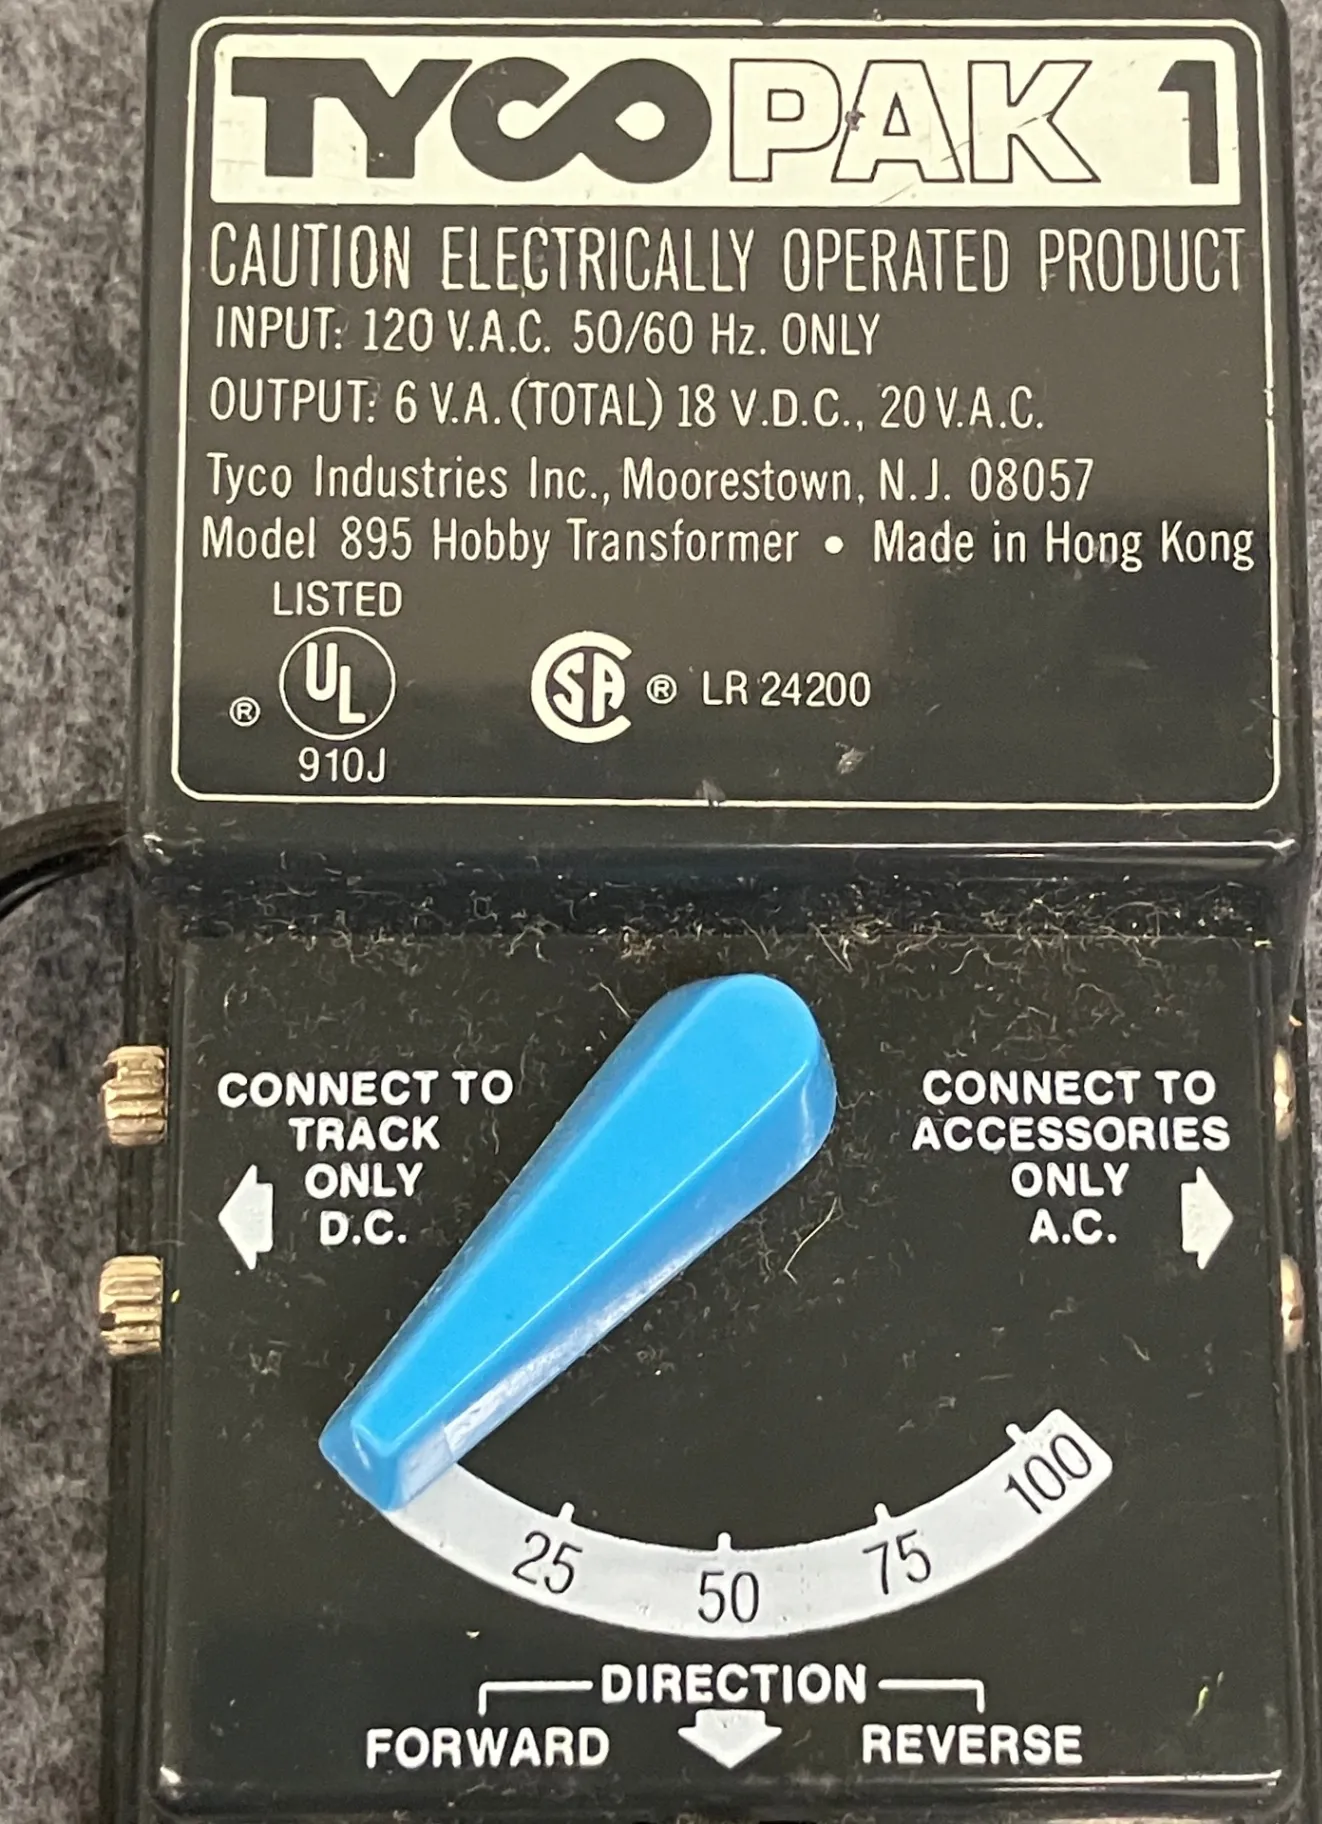 TYCO PAK 1
CAUTION ELECTRICALLY OPERATED PRODUCT
INPUT: 120 V.A.C. 50/60 Hz. ONLY
OUTPUT: 6 V.A. (TOTAL) 18 V.D.C., 20 V.A.C.
Tyco Industries Inc., Moorestown, N.J. 08057
Model 895 Hobby Transformer • Made in Hong Kong
LISTED
® UL
910J
CSA ® LR 24200
CONNECT TO
TRACK
ONLY
D.C.
CONNECT TO
ACCESSORIES
ONLY
A.C.
25 50 75 100
DIRECTION
FORWARD REVERSE